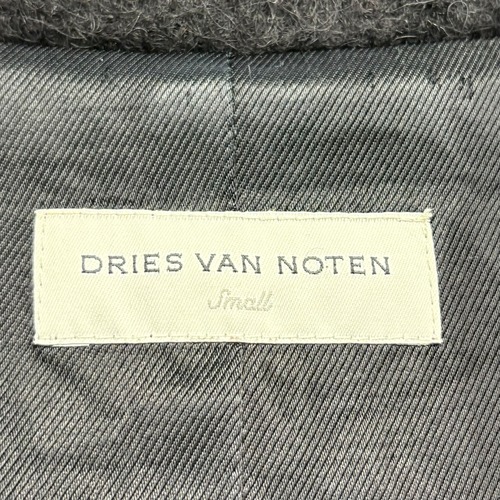 DRIES VAN NOTEN
Small